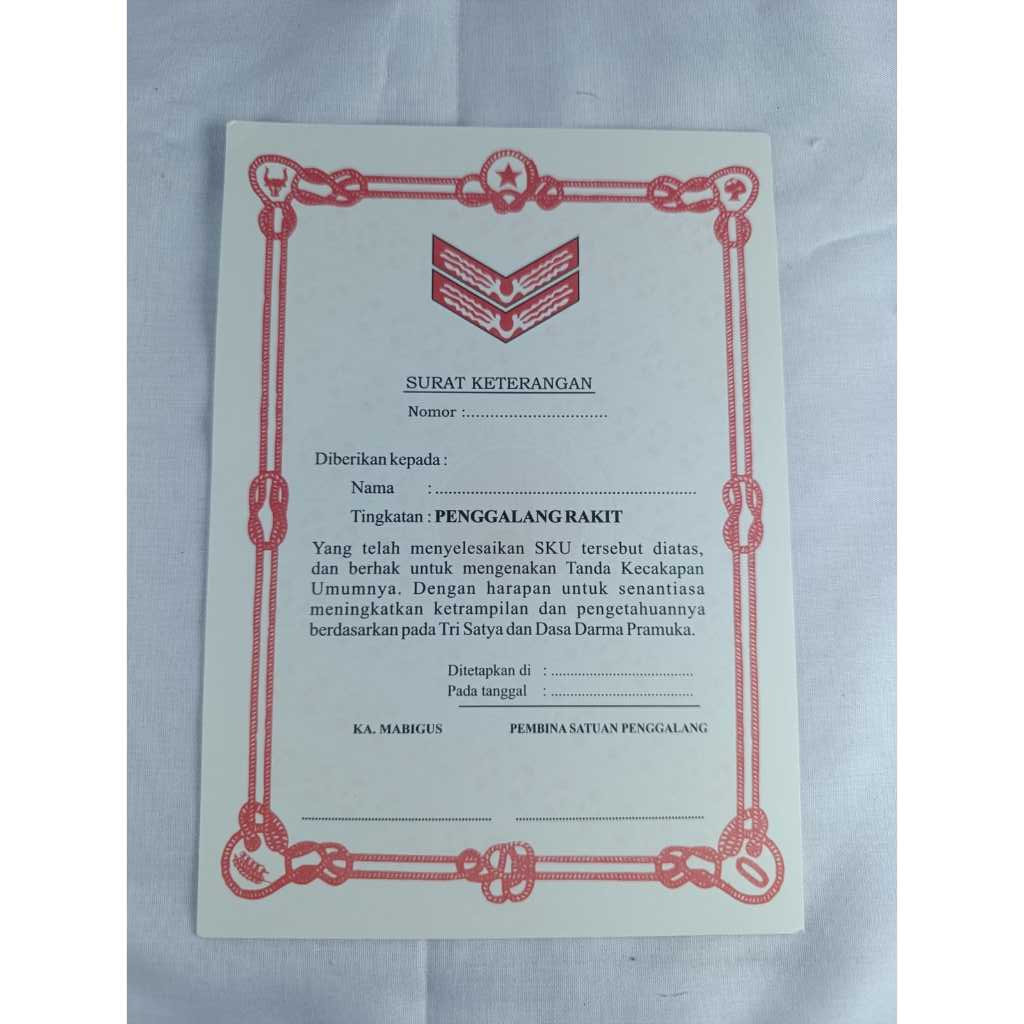 SURAT KETERANGAN
Nomor :..............................
Diberikan kepada :
Nama : ........................................................
Tingkatan : PENGGALANG RAKIT
Yang telah menyelesaikan SKU tersebut diatas,
dan berhak untuk mengenakan Tanda Kecakapan
Umumnya. Dengan harapan untuk senantiasa
meningkatkan ketrampilan dan pengetahuannya
berdasarkan pada Tri Satya dan Dasa Darma Pramuka.
Ditetapkan di : ......................................
Pada tanggal : ......................................
KA. MABIGUS PEMBINA SATUAN PENGGALANG